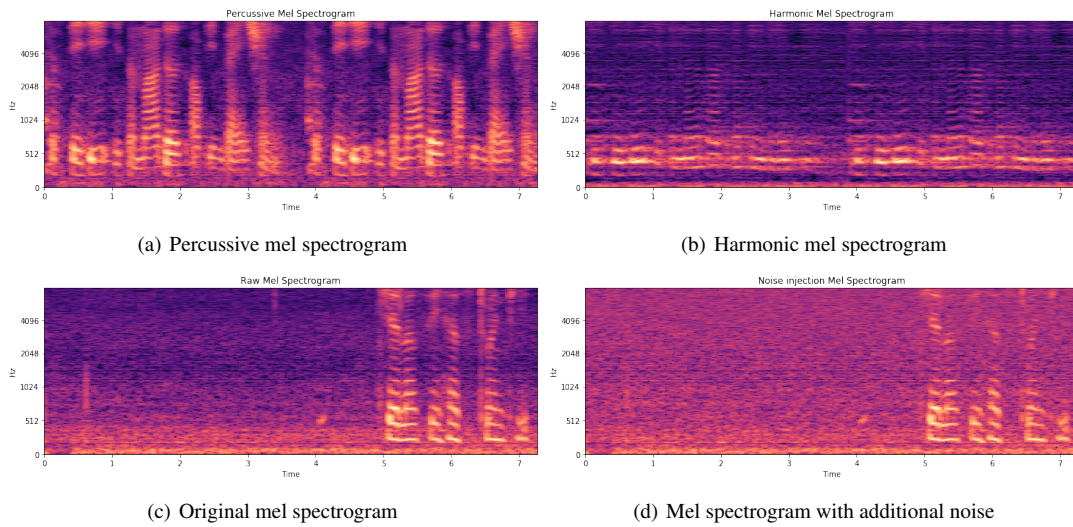 Percussive Mel Spectrogram
Hz
4096
2048
1024
512
0
0 1 2 3 4 5 6 7
Time
(a) Percussive mel spectrogram
Harmonic Mel Spectrogram
Hz
4096
2048
1024
512
0
0 1 2 3 4 5 6 7
Time
(b) Harmonic mel spectrogram
Raw Mel Spectrogram
Hz
4096
2048
1024
512
0
0 1 2 3 4 5 6 7
Time
(c) Original mel spectrogram
Noise injection Mel Spectrogram
Hz
4096
2048
1024
512
0
0 1 2 3 4 5 6 7
Time
(d) Mel spectrogram with additional noise